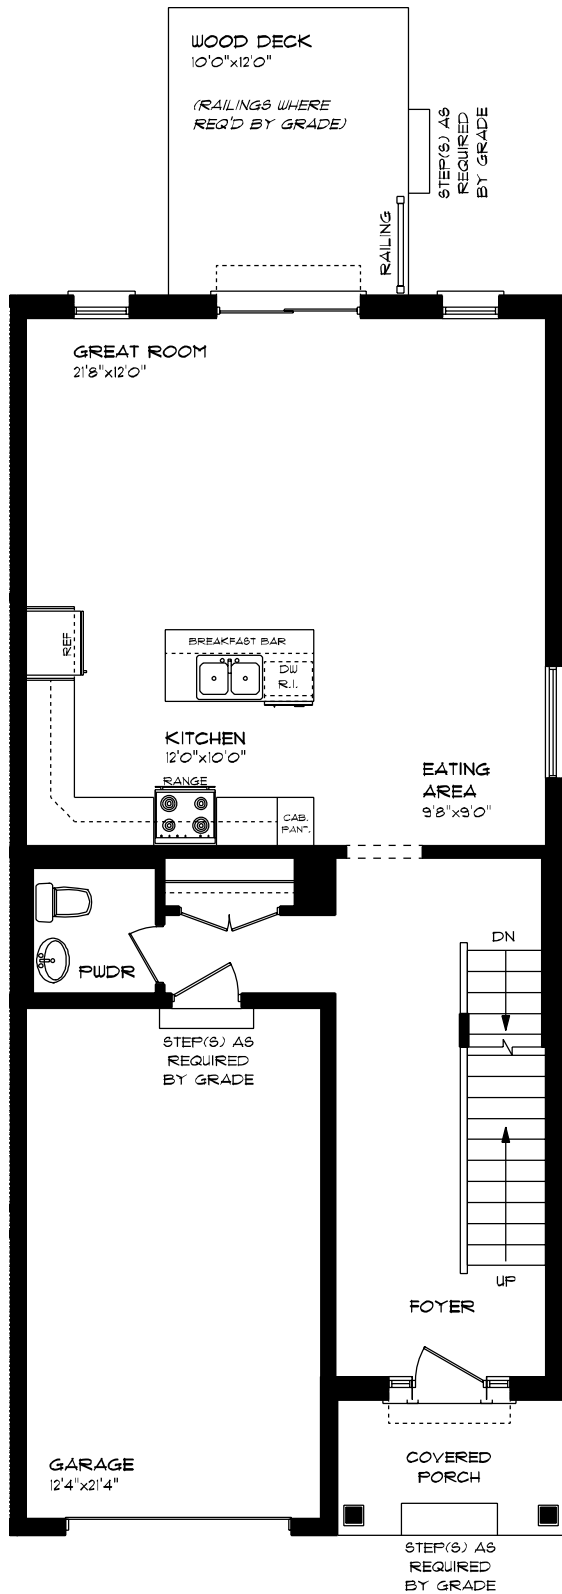 WOOD DECK
10'0"x12'0"
(RAILINGS WHERE
REQ'D BY GRADE)
STEP(S) AS
REQUIRED
BY GRADE
RAILING
GREAT ROOM
21'8"x12'0"
REF
BREAKFAST BAR
DW
R.I.
KITCHEN
12'0"x10'0"
RANGE
CAB.
PANT.
EATING
AREA
9'8"x9'0"
PWDR
DN
STEP(S) AS
REQUIRED
BY GRADE
UP
FOYER
GARAGE
12'4"x21'4"
COVERED
PORCH
STEP(S) AS
REQUIRED
BY GRADE